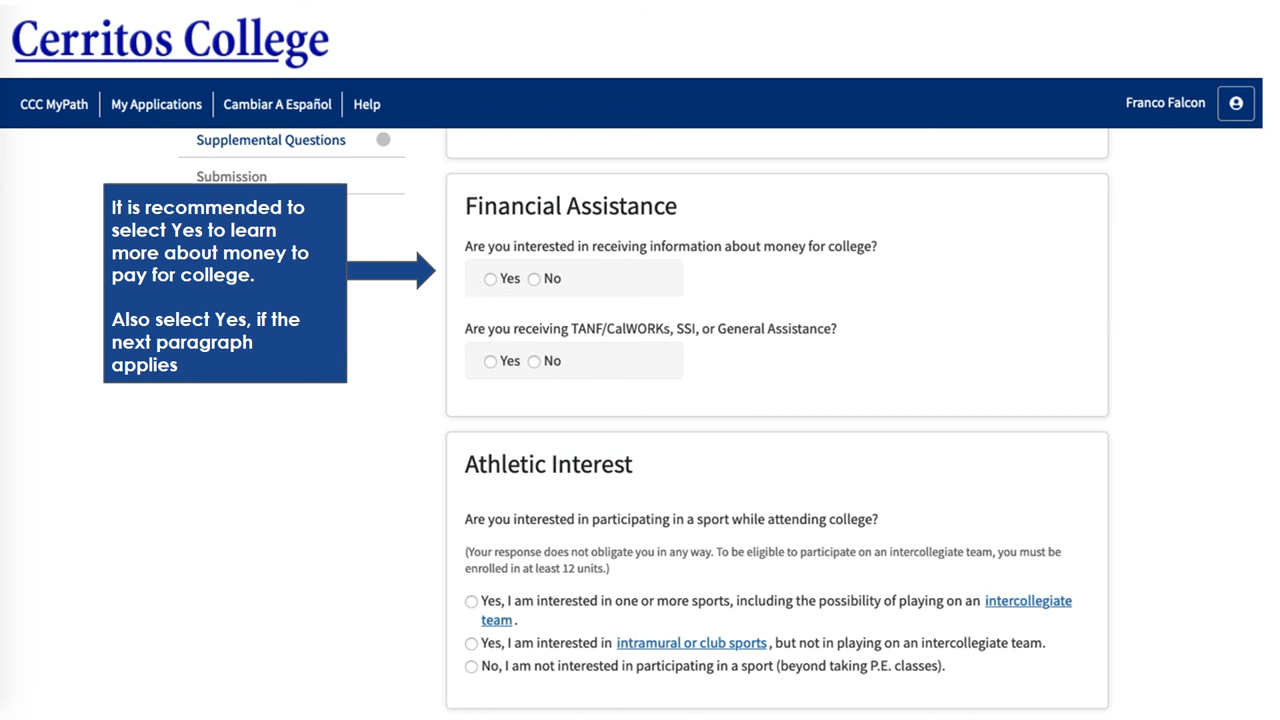 Cerritos College
CCC MyPath
My Applications
Cambiar A Español
Help
Franco Falcon
Supplemental Questions
Submission
It is recommended to
select Yes to learn
more about money to
pay for college.
Also select Yes, if the
next paragraph
applies
Financial Assistance
Are you interested in receiving information about money for college?
Yes No
Are you receiving TANF/CalWORKs, SSI, or General Assistance?
Yes No
Athletic Interest
Are you interested in participating in a sport while attending college?
(Your response does not obligate you in any way. To be eligible to participate on an intercollegiate team, you must be
enrolled in at least 12 units.)
Yes, I am interested in one or more sports, including the possibility of playing on an intercollegiate
team .
Yes, I am interested in intramural or club sports , but not in playing on an intercollegiate team.
No, I am not interested in participating in a sport (beyond taking P.E. classes).